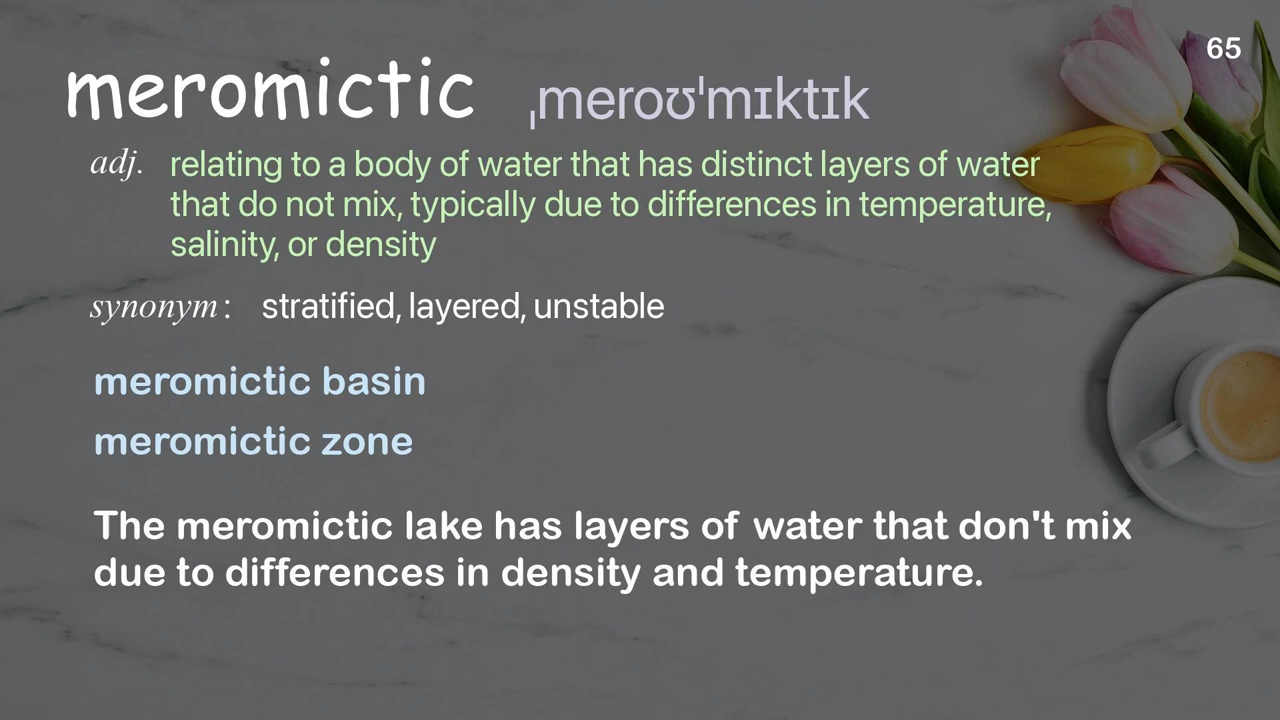 65
meromictic ˌmeroʊˈmɪktɪk
adj. relating to a body of water that has distinct layers of water
that do not mix, typically due to differences in temperature,
salinity, or density
synonym: stratified, layered, unstable
meromictic basin
meromictic zone
The meromictic lake has layers of water that don't mix
due to differences in density and temperature.